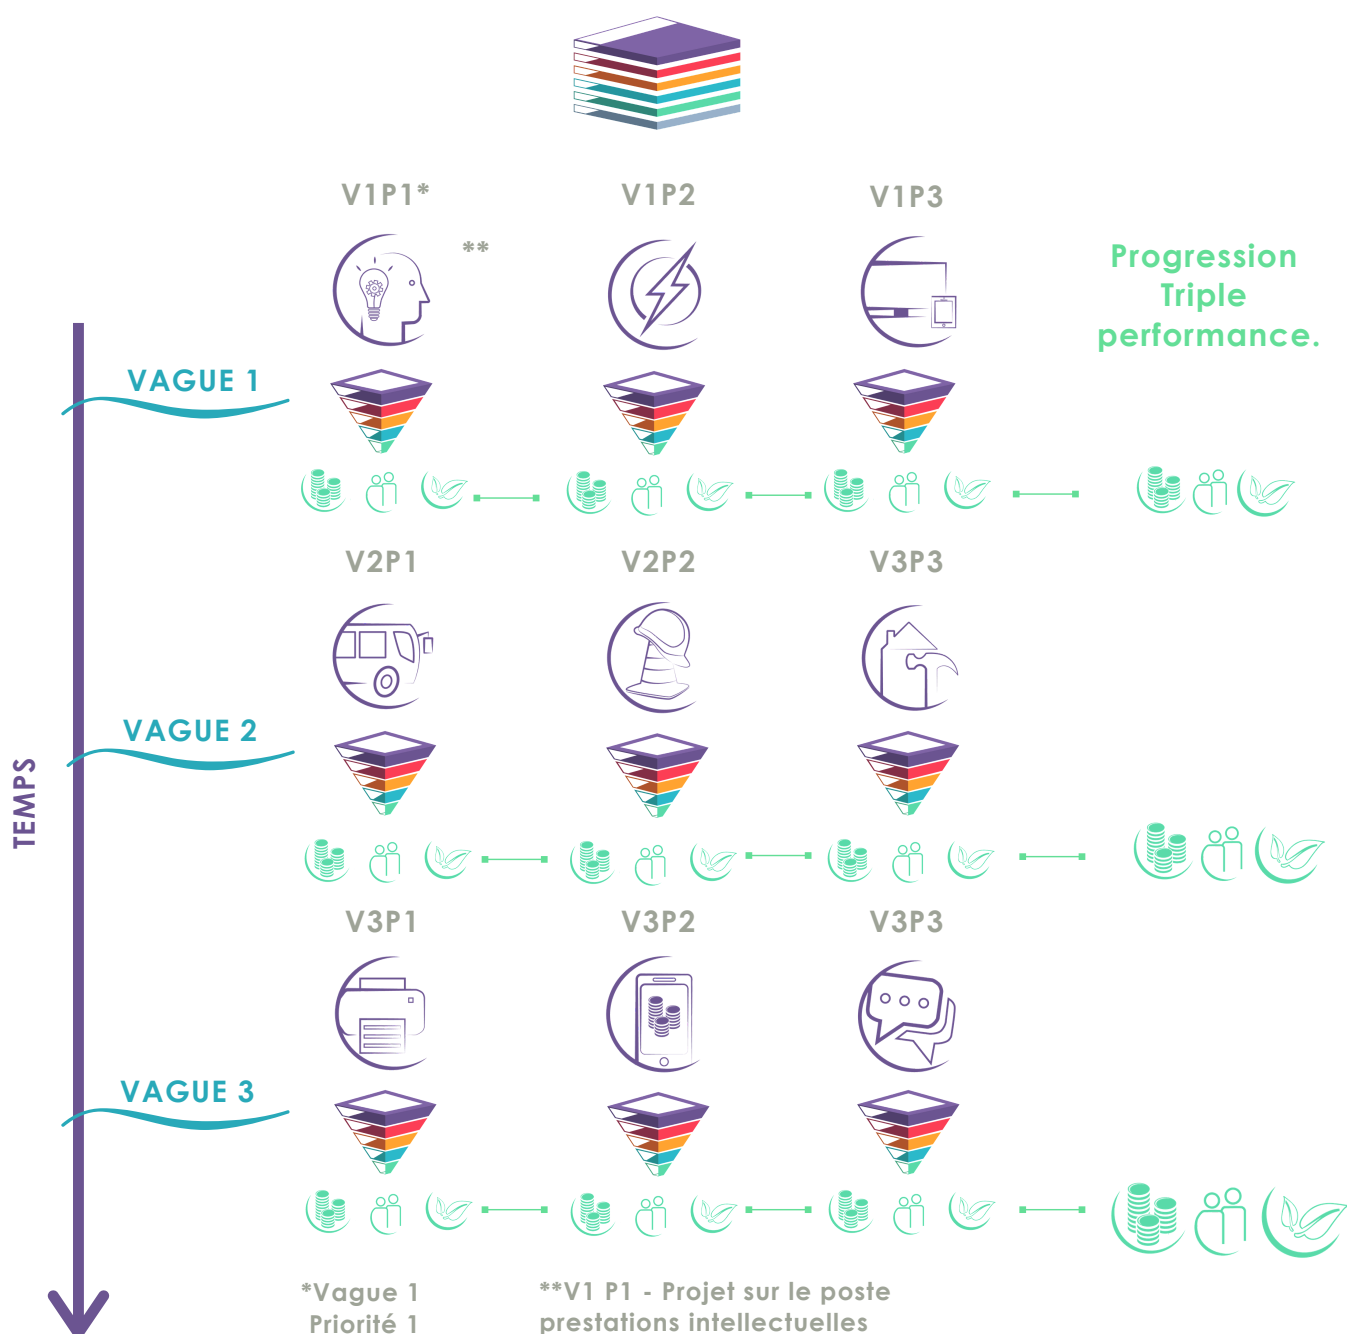 V1P1*
V1P2
V1P3
**
Progression
Triple
performance.
VAGUE 1
V2P1
V2P2
V3P3
VAGUE 2
TEMPS
V3P1
V3P2
V3P3
VAGUE 3
*Vague 1
Priorité 1
**V1 P1 - Projet sur le poste
prestations intellectuelles